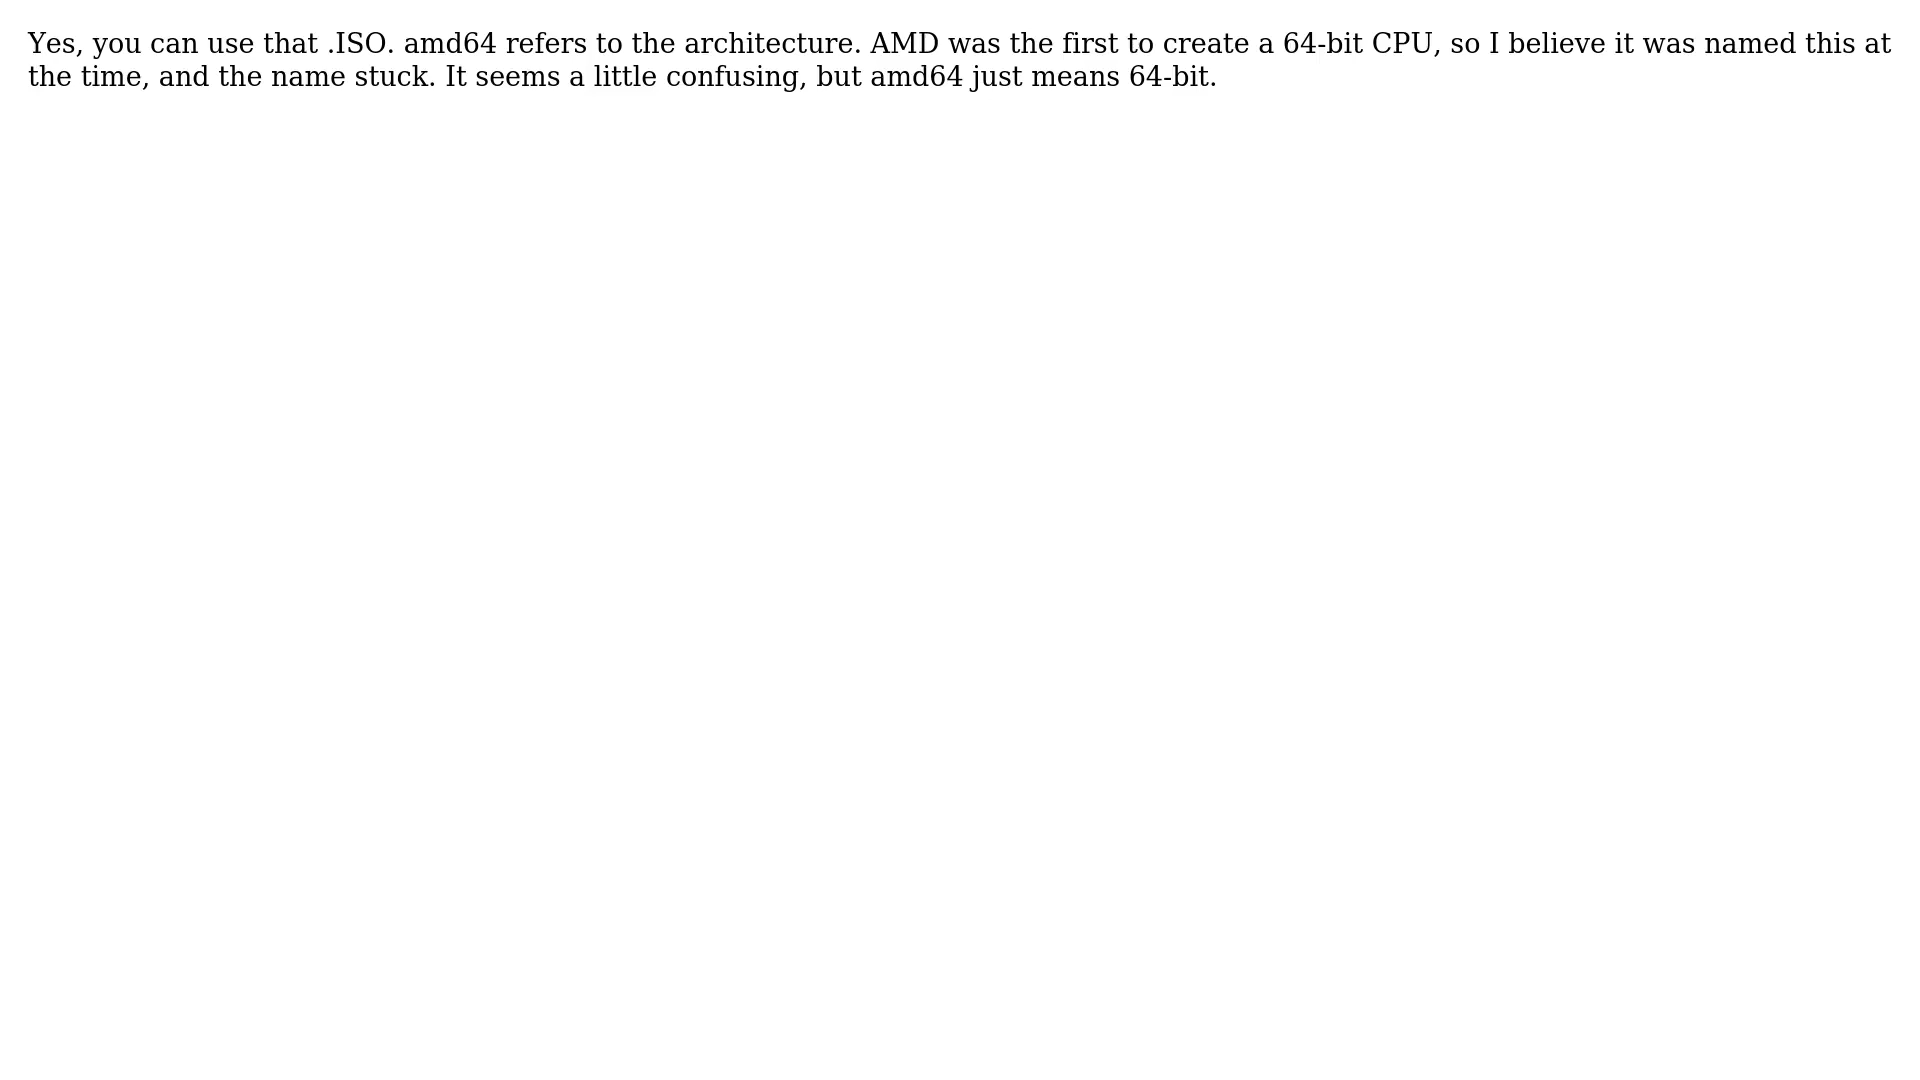 Yes, you can use that .ISO. amd64 refers to the architecture. AMD was the first to create a 64-bit CPU, so I believe it was named this at
the time, and the name stuck. It seems a little confusing, but amd64 just means 64-bit.